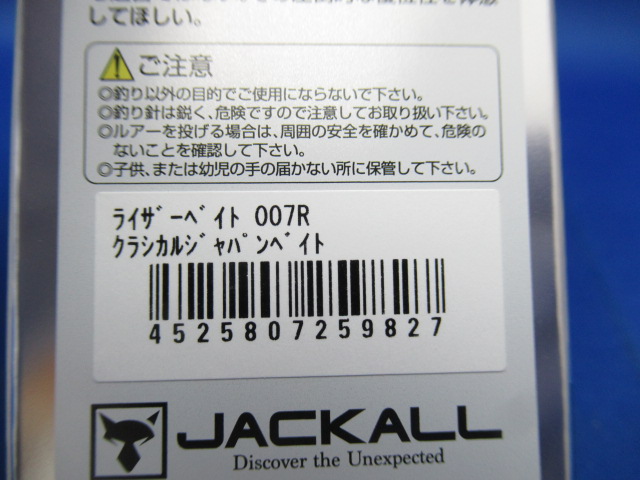 してほしい。
ご注意
◎釣り以外の目的でご使用にならないで下さい。
◎釣り針は鋭く、危険ですので注意してお取り扱い下さい。
◎ルアーを投げる場合は、周囲の安全を確かめて、危険の
ないことを確認して下さい。
◎子供、または幼児の手の届かない所に保管して下さい。
ﾗｲｻﾞｰﾍﾞｲﾄ 007R
ｸﾗｼｶﾙｼﾞｬﾊﾟﾝﾍﾞｲﾄ
4525807259827
JACKALL
Discover the Unexpected